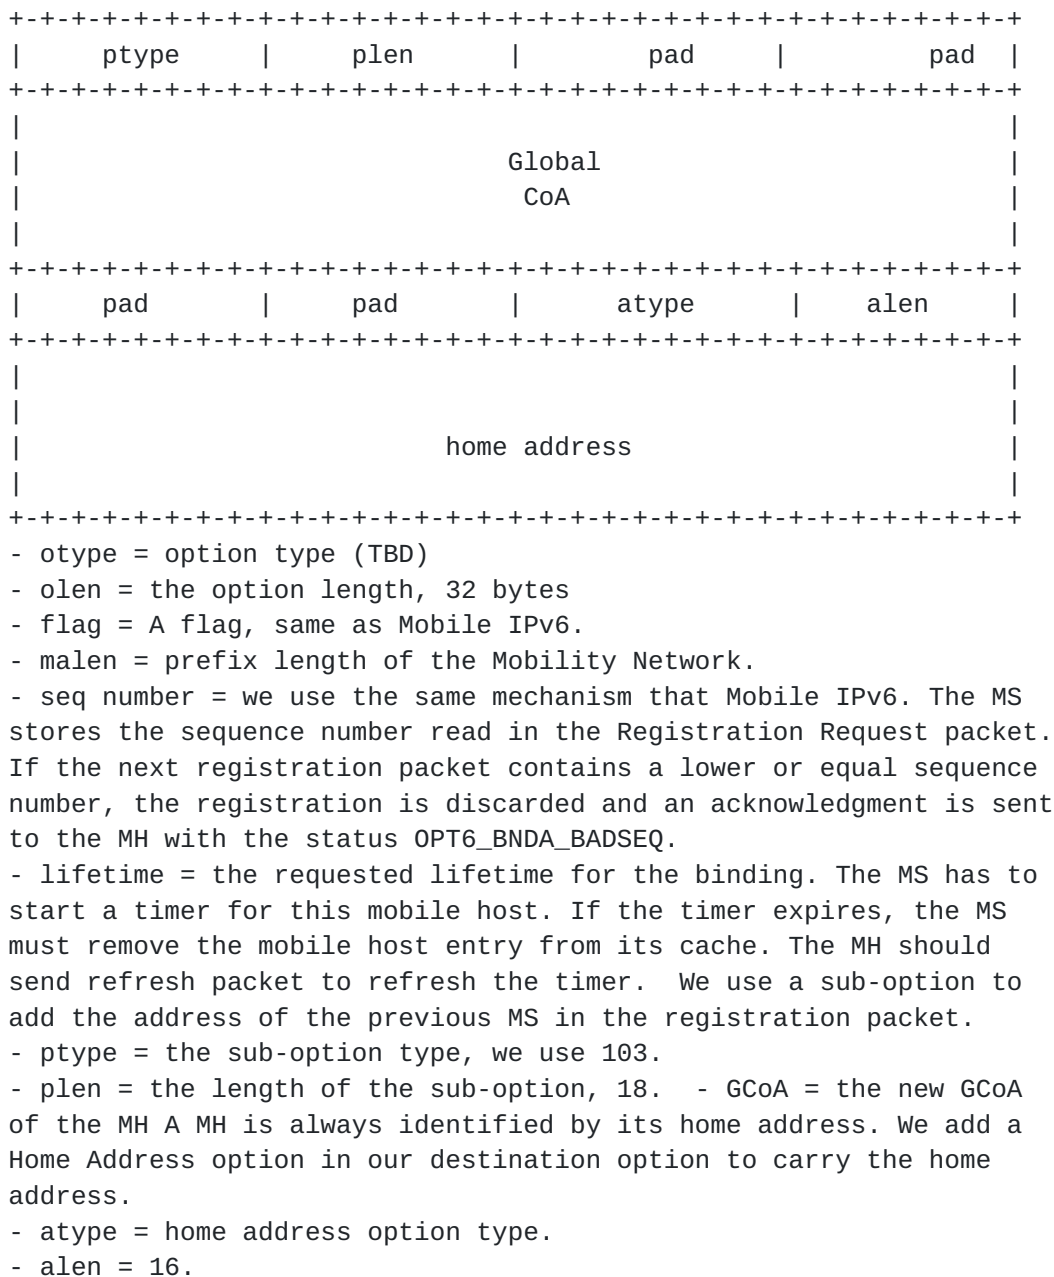 +-+-+-+-+-+-+-+-+-+-+-+-+-+-+-+-+-+-+-+-+-+-+-+-+-+-+-+-+-+-+-+-+
|     ptype     |     plen      |        pad     |         pad  |
+-+-+-+-+-+-+-+-+-+-+-+-+-+-+-+-+-+-+-+-+-+-+-+-+-+-+-+-+-+-+-+-+
|                                                               |
|                               Global                          |
|                                CoA                            |
|                                                               |
+-+-+-+-+-+-+-+-+-+-+-+-+-+-+-+-+-+-+-+-+-+-+-+-+-+-+-+-+-+-+-+-+
|     pad       |     pad       |      atype      |    alen     |
+-+-+-+-+-+-+-+-+-+-+-+-+-+-+-+-+-+-+-+-+-+-+-+-+-+-+-+-+-+-+-+-+
|                                                               |
|                                                               |
|                           home address                        |
|                                                               |
+-+-+-+-+-+-+-+-+-+-+-+-+-+-+-+-+-+-+-+-+-+-+-+-+-+-+-+-+-+-+-+-+
- otype = option type (TBD)
- olen = the option length, 32 bytes
- flag = A flag, same as Mobile IPv6.
- malen = prefix length of the Mobility Network.
- seq number = we use the same mechanism that Mobile IPv6. The MS
stores the sequence number read in the Registration Request packet.
If the next registration packet contains a lower or equal sequence
number, the registration is discarded and an acknowledgment is sent
to the MH with the status OPT6_BNDA_BADSEQ.
- lifetime = the requested lifetime for the binding. The MS has to
start a timer for this mobile host. If the timer expires, the MS
must remove the mobile host entry from its cache. The MH should
send refresh packet to refresh the timer.  We use a sub-option to
add the address of the previous MS in the registration packet.
- ptype = the sub-option type, we use 103.
- plen = the length of the sub-option, 18.  - GCoA = the new GCoA
of the MH A MH is always identified by its home address. We add a
Home Address option in our destination option to carry the home
address.
- atype = home address option type.
- alen = 16.